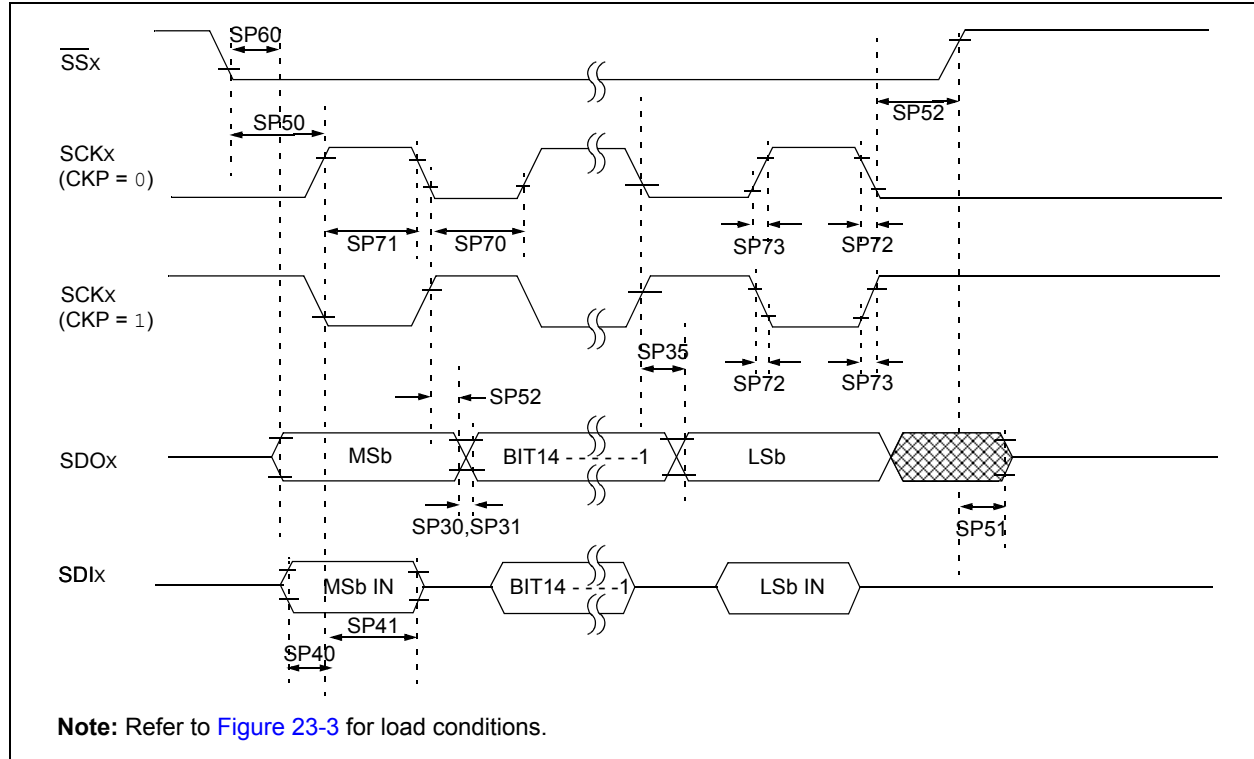 SP60
SSx
SP52
SP50
SCKx
(CKP = 0)
SP71
SP70
SP73
SP72
SCKx
(CKP = 1)
SP35
SP72
SP73
SP52
SDOx
MSb
BIT14 - - - - - -1
LSb
SP30,SP31
SP51
SDIx
MSb IN
BIT14 - - - -1
LSb IN
SP41
SP40
Note: Refer to Figure 23-3 for load conditions.